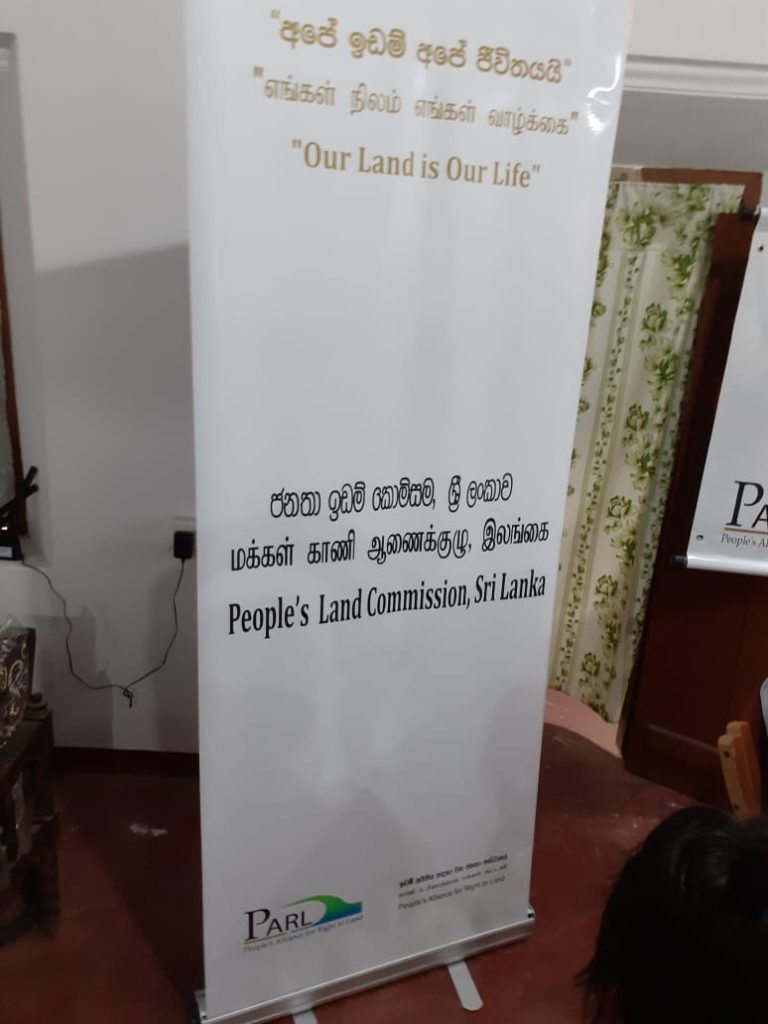 "අපේ ඉඩම් අපේ ජීවිතයයි"
"எங்கள் நிலம் எங்கள் வாழ்க்கை"
"Our Land is Our Life"
ජනතා ඉඩම් කොමිසම, ශ්‍රී ලංකාව
மக்கள் காணி ஆணைக்குழு, இலங்கை
People's Land Commission, Sri Lanka
PARL
People's Alliance for Right to Land
People's Alliance for Right to Land
PA
People's Al